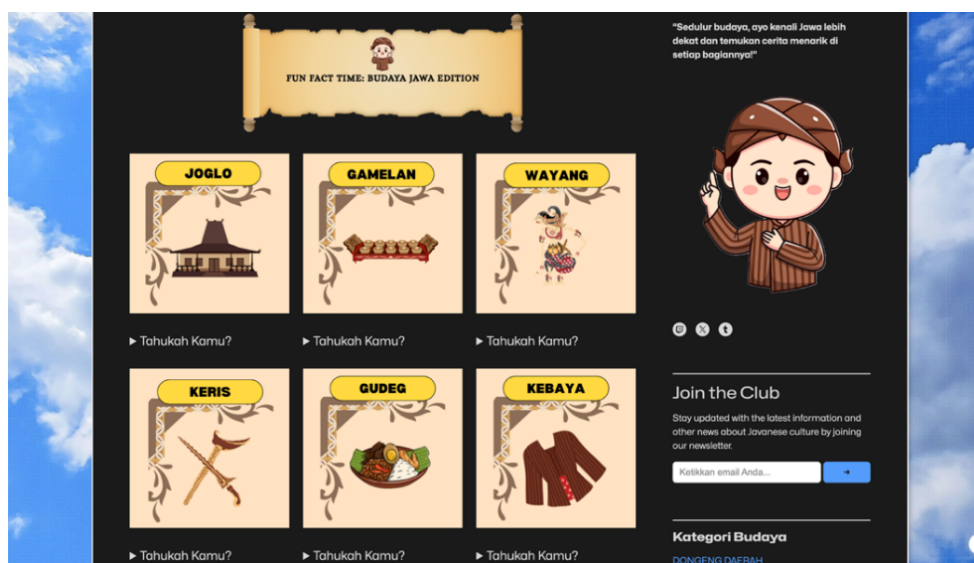 FUN FACT TIME: BUDAYA JAWA EDITION
JOGLO
GAMELAN
WAYANG
▶ Tahukah Kamu?
▶ Tahukah Kamu?
▶ Tahukah Kamu?
KERIS
GUDEG
KEBAYA
▶ Tahukah Kamu?
▶ Tahukah Kamu?
▶ Tahukah Kamu?
"Sedulur budaya, ayo kenali Jawa lebih
dekat dan temukan cerita menarik di
setiap bagiannya!"
Join the Club
Stay updated with the latest information and
other news about Javanese culture by joining
our newsletter.
Ketikkan email Anda...
Kategori Budaya
DONGENG DAERAH